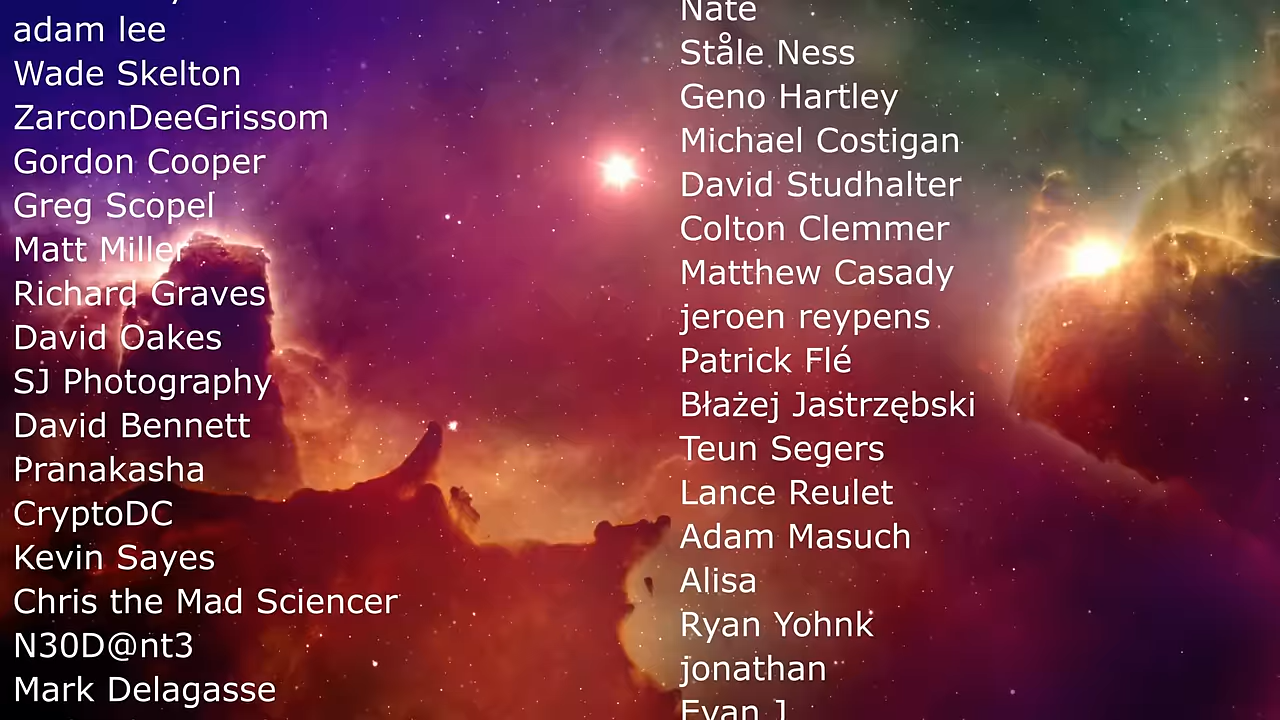 adam lee
Wade Skelton
ZarconDeeGrissom
Gordon Cooper
Greg Scopel
Matt Miller
Richard Graves
David Oakes
SJ Photography
David Bennett
Pranakasha
CryptoDC
Kevin Sayes
Chris the Mad Sciencer
N30D@nt3
Mark Delagasse
Nate
Ståle Ness
Geno Hartley
Michael Costigan
David Studhalter
Colton Clemmer
Matthew Casady
jeroen reypens
Patrick Flé
Błażej Jastrzębski
Teun Segers
Lance Reulet
Adam Masuch
Alisa
Ryan Yohnk
jonathan
Evan J